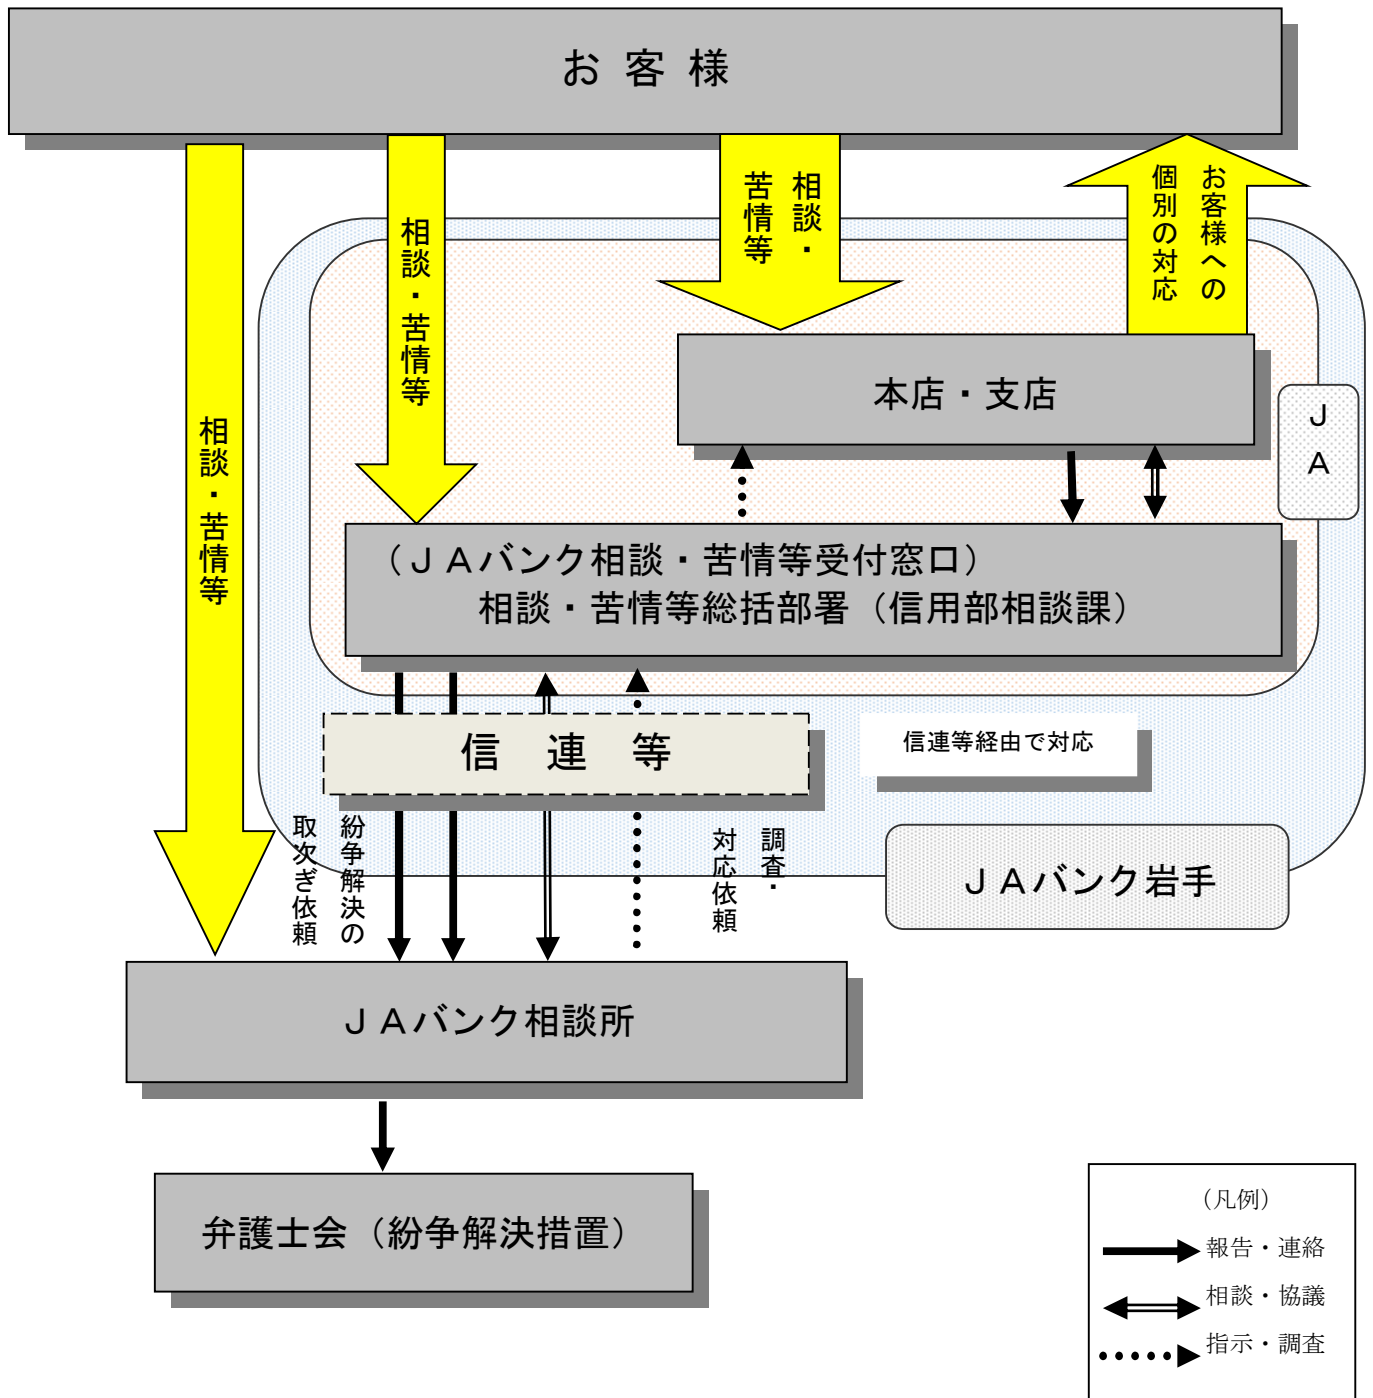 お客様
相談・苦情等
相談・苦情等
相談・
苦情等
お客様への
個別の対応
本店・支店
ＪＡ
（ＪＡバンク相談・苦情等受付窓口）
相談・苦情等総括部署（信用部相談課）
信連等
信連等経由で対応
紛争解決の
取次ぎ依頼
調査・
対応依頼
ＪＡバンク岩手
ＪＡバンク相談所
弁護士会（紛争解決措置）
（凡例）
報告・連絡
相談・協議
指示・調査